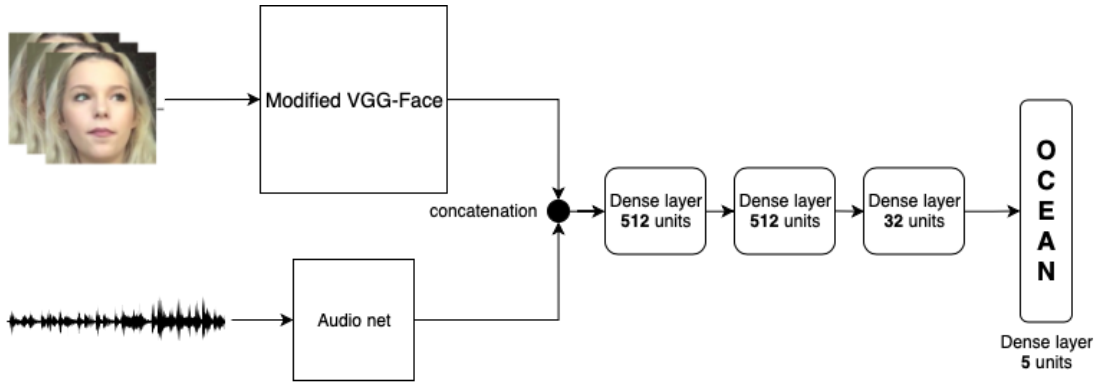 Modified VGG-Face
concatenation
Dense layer
512 units
Dense layer
512 units
Dense layer
32 units
O
C
E
A
N
Dense layer
5 units
Audio net